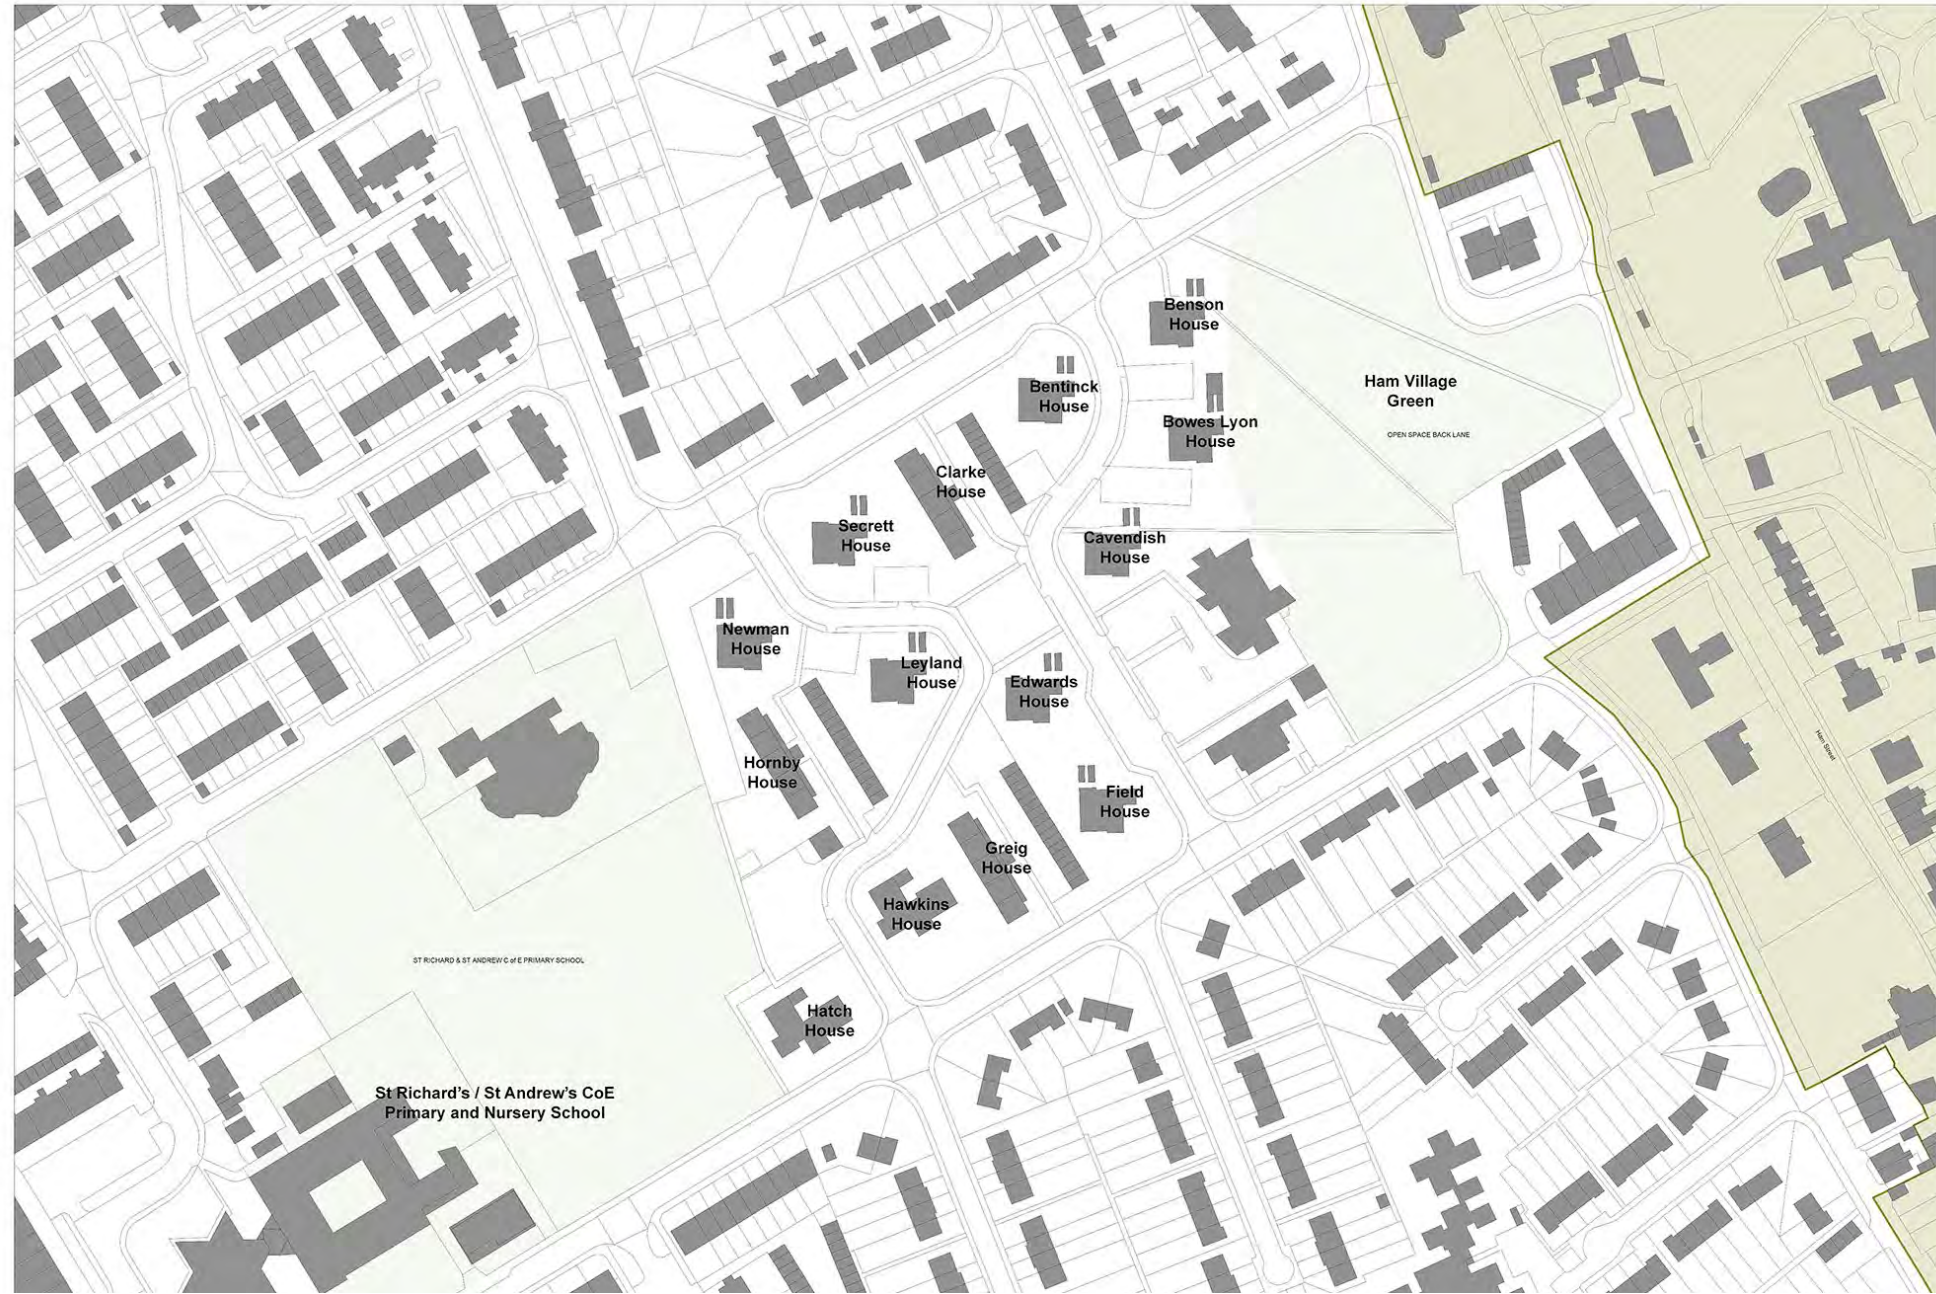 Benson
House
Bentinck
House
Ham Village
Green
OPEN SPACE BACK LANE
Bowes Lyon
House
Clarke
House
Secrett
House
Cavendish
House
Newman
House
Leyland
House
Edwards
House
Hornby
House
Field
House
Greig
House
Hawkins
House
Ham Street
ST RICHARD & ST ANDREW C of E PRIMARY SCHOOL
Hatch
House
St Richard's / St Andrew's CoE
Primary and Nursery School